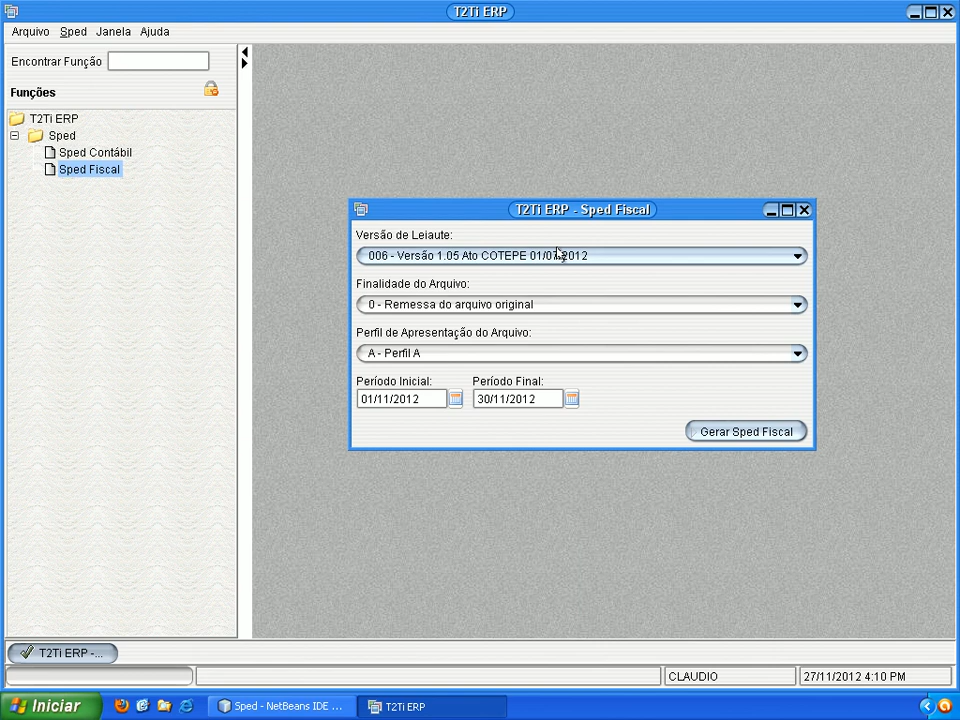 T2Ti ERP
Arquivo Sped Janela Ajuda
Encontrar Função
Funções
T2Ti ERP
Sped
Sped Contábil
Sped Fiscal
T2Ti ERP - Sped Fiscal
Versão de Leiaute:
006 - Versão 1.05 Ato COTEPE 01/07/2012
Finalidade do Arquivo:
0 - Remessa do arquivo original
Perfil de Apresentação do Arquivo:
A - Perfil A
Período Inicial: Período Final:
01/11/2012 30/11/2012
Gerar Sped Fiscal
T2Ti ERP -...
CLAUDIO 27/11/2012 4:10 PM
Iniciar Sped - NetBeans IDE ... T2Ti ERP